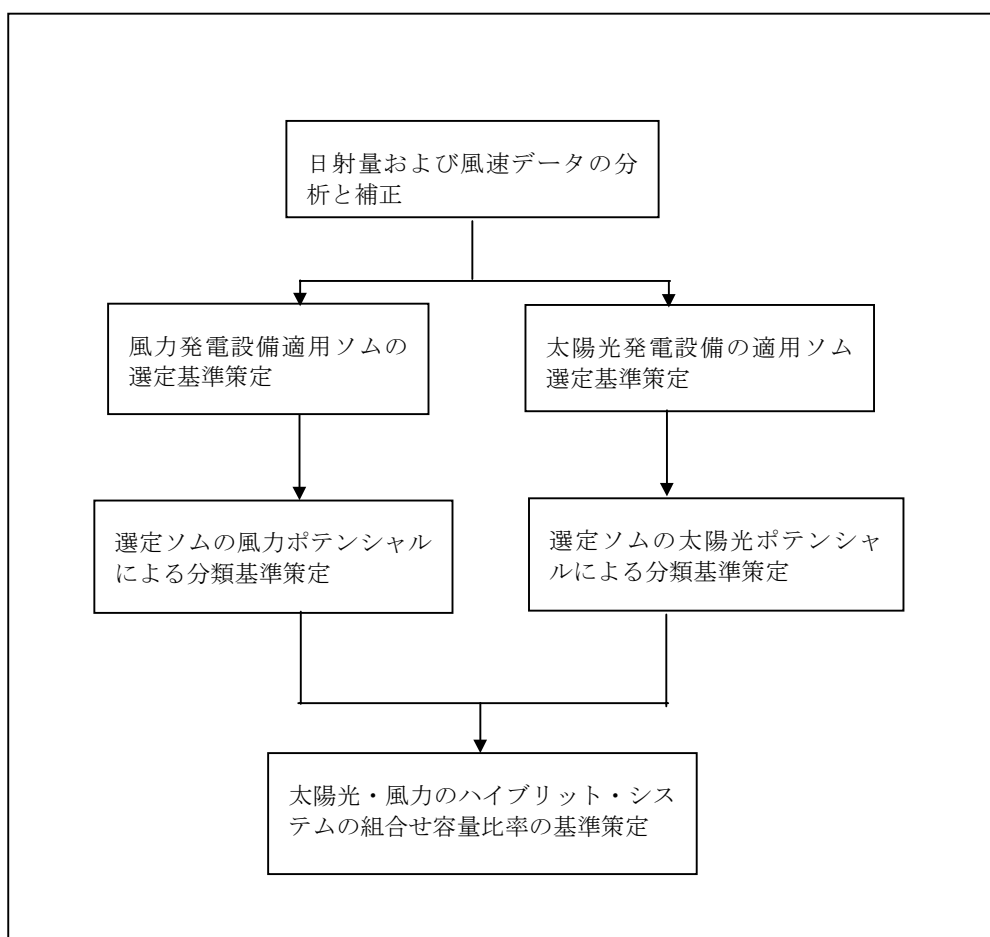 日射量および風速データの分
析と補正
風力発電設備適用ソムの
選定基準策定
太陽光発電設備の適用ソム
選定基準策定
選定ソムの風力ポテンシャル
による分類基準策定
選定ソムの太陽光ポテンシャ
ルによる分類基準策定
太陽光・風力のハイブリット・シス
テムの組合せ容量比率の基準策定